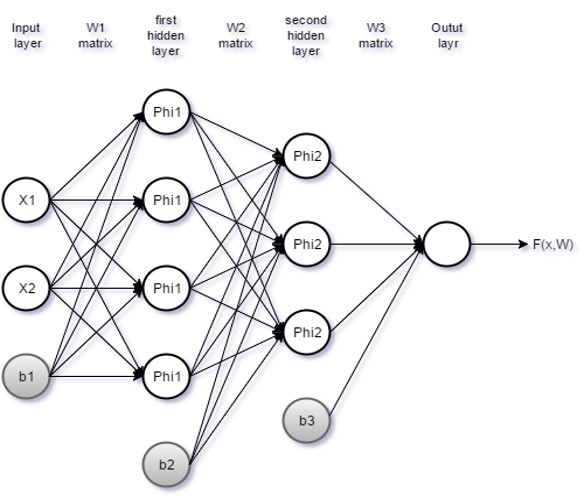 Input
layer
W1
matrix
first
hidden
layer
W2
matrix
second
hidden
layer
W3
matrix
Outut
layr
Phi1
Phi2
X1
Phi1
Phi2
F(x,W)
X2
Phi1
Phi2
b1
Phi1
b3
b2